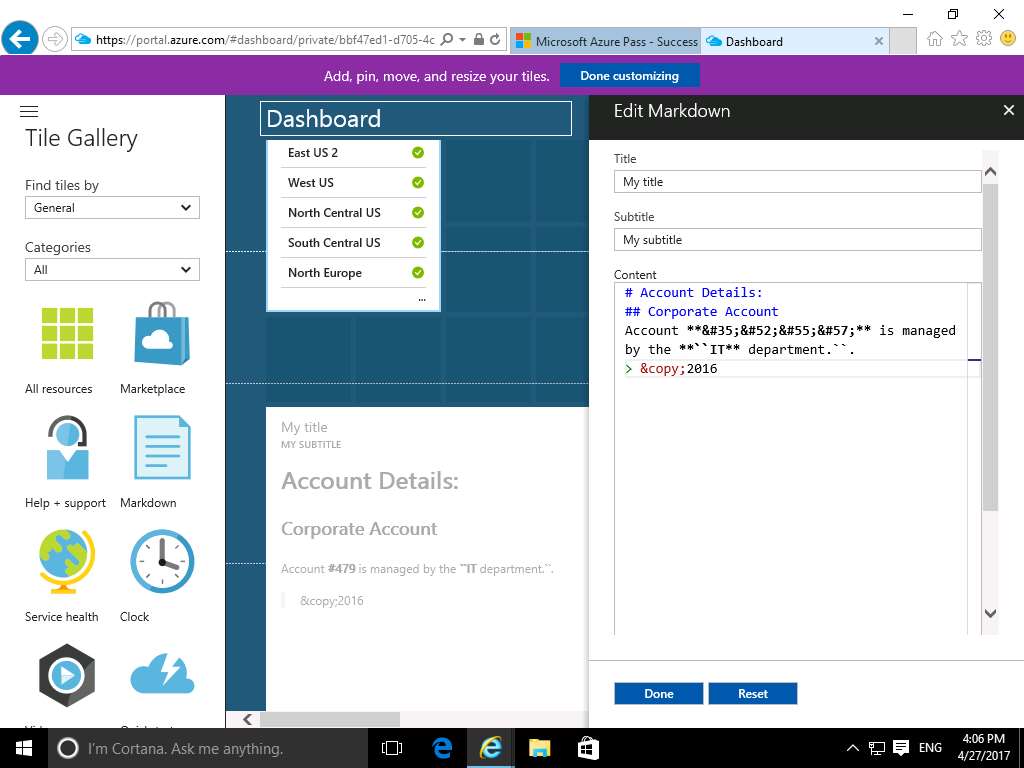 https://portal.azure.com/#dashboard/private/bbf47ed1-d705-4c
Microsoft Azure Pass - Success
Dashboard
Add, pin, move, and resize your tiles.
Done customizing
Tile Gallery
Find tiles by
General
Categories
All
All resources
Marketplace
Help + support
Markdown
Service health
Clock
Dashboard
East US 2
West US
North Central US
South Central US
North Europe
...
My title
MY SUBTITLE
Account Details:
Corporate Account
Account #479 is managed by the ``IT department.``.
&copy;2016
Edit Markdown
Title
My title
Subtitle
My subtitle
Content
# Account Details:
## Corporate Account
Account **&#35;&#52;&#55;&#57;** is managed
by the **``IT** department.``.
> &copy;2016
Done
Reset
I'm Cortana. Ask me anything.
ENG
4:06 PM
4/27/2017